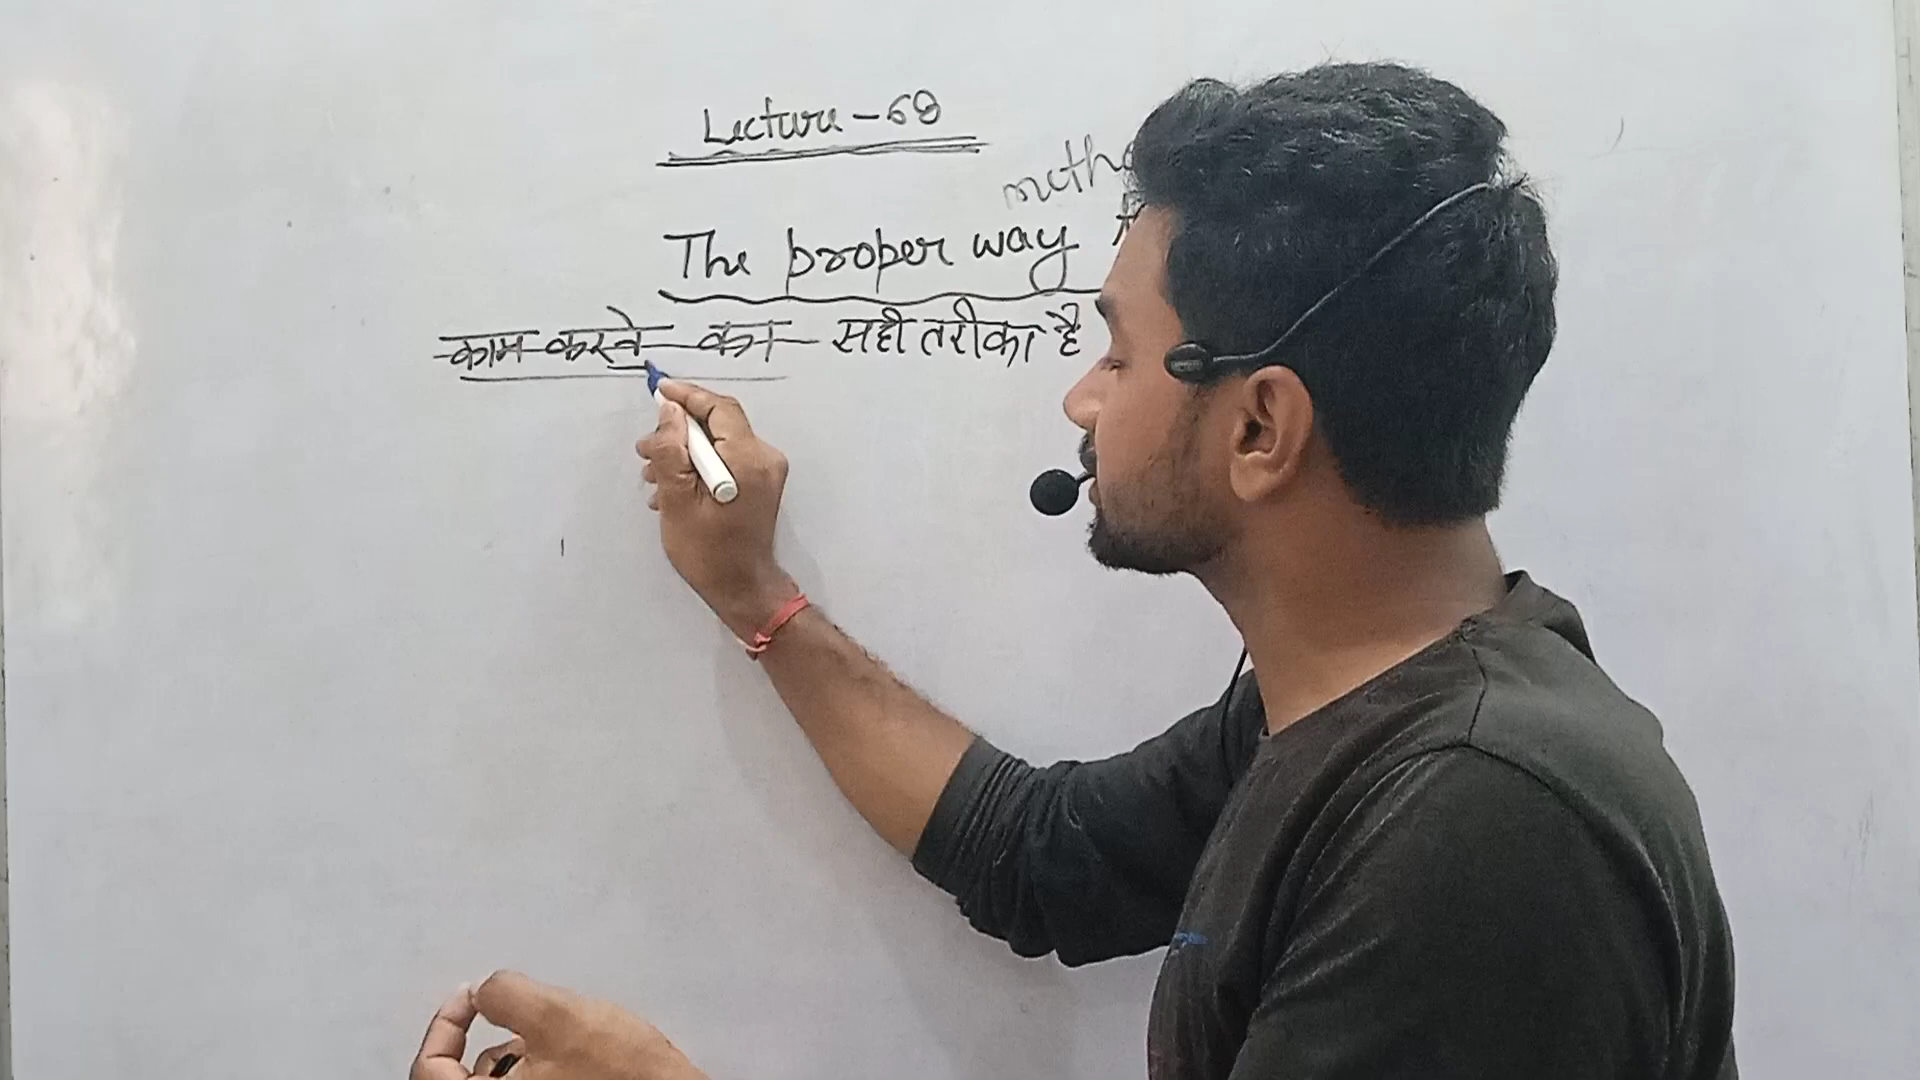 Lecture - 68
The proper way
काम करने का सही तरीका है